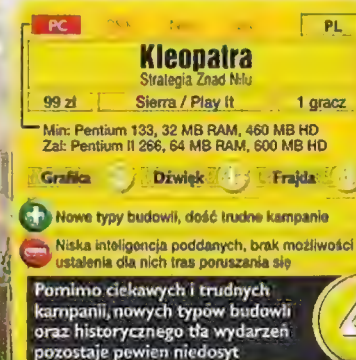 PC PL
Kleopatra
Strategia Znad Nilu
99 zł Sierra / Play It 1 gracz
Min: Pentium 133, 32 MB RAM, 460 MB HD
Zal: Pentium II 266, 64 MB RAM, 600 MB HD
Grafika Dźwięk Frajda
Nowe typy budowli, dość trudne kampanie
Niska inteligencja poddanych, brak możliwości
ustalenia dla nich tras poruszania się
Pomimo ciekawych i trudnych
kampanii, nowych typów budowli
oraz historycznego tła wydarzeń
pozostaje pewien niedosyt